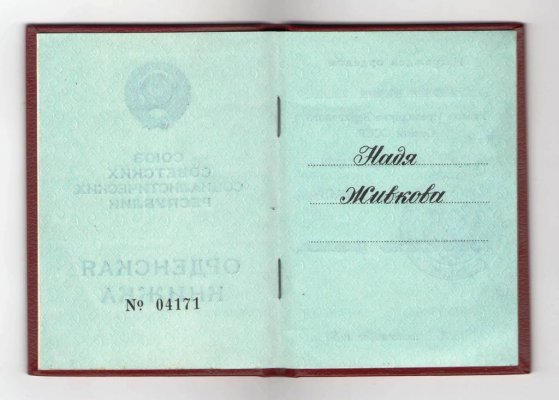 СОЮЗ
СОВЕТСКИХ
СОЦИАЛИСТИЧЕСКИХ
РЕСПУБЛИК
ОРДЕНСКАЯ
КНИЖКА
№ 04171
Надя
Живкова